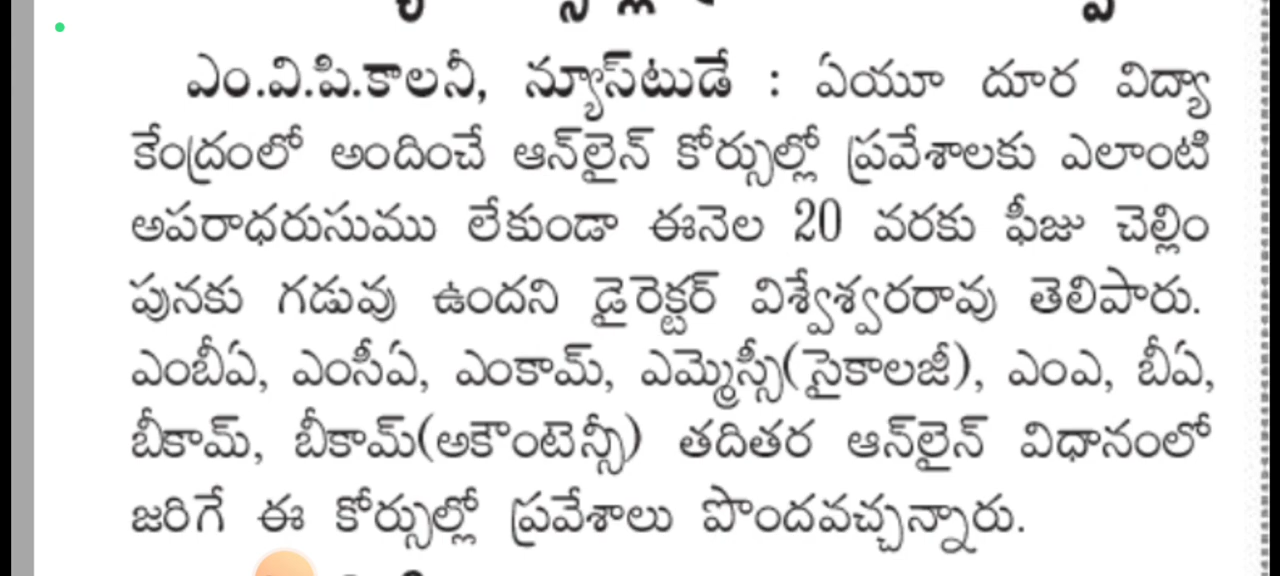 ఎం.వి.పి.కాలనీ, న్యూస్‌టుడే : ఏయూ దూర విద్యా
కేంద్రంలో అందించే ఆన్‌లైన్ కోర్సుల్లో ప్రవేశాలకు ఎలాంటి
అపరాధరుసుము లేకుండా ఈనెల 20 వరకు ఫీజు చెల్లిం
పునకు గడువు ఉందని డైరెక్టర్ విశ్వేశ్వరరావు తెలిపారు.
ఎంబీఏ, ఎంసీఏ, ఎంకామ్, ఎమ్మెస్సీ(సైకాలజీ), ఎంఎ, బీఏ,
బీకామ్, బీకామ్(అకౌంటెన్సీ) తదితర ఆన్‌లైన్ విధానంలో
జరిగే ఈ కోర్సుల్లో ప్రవేశాలు పొందవచ్చన్నారు.